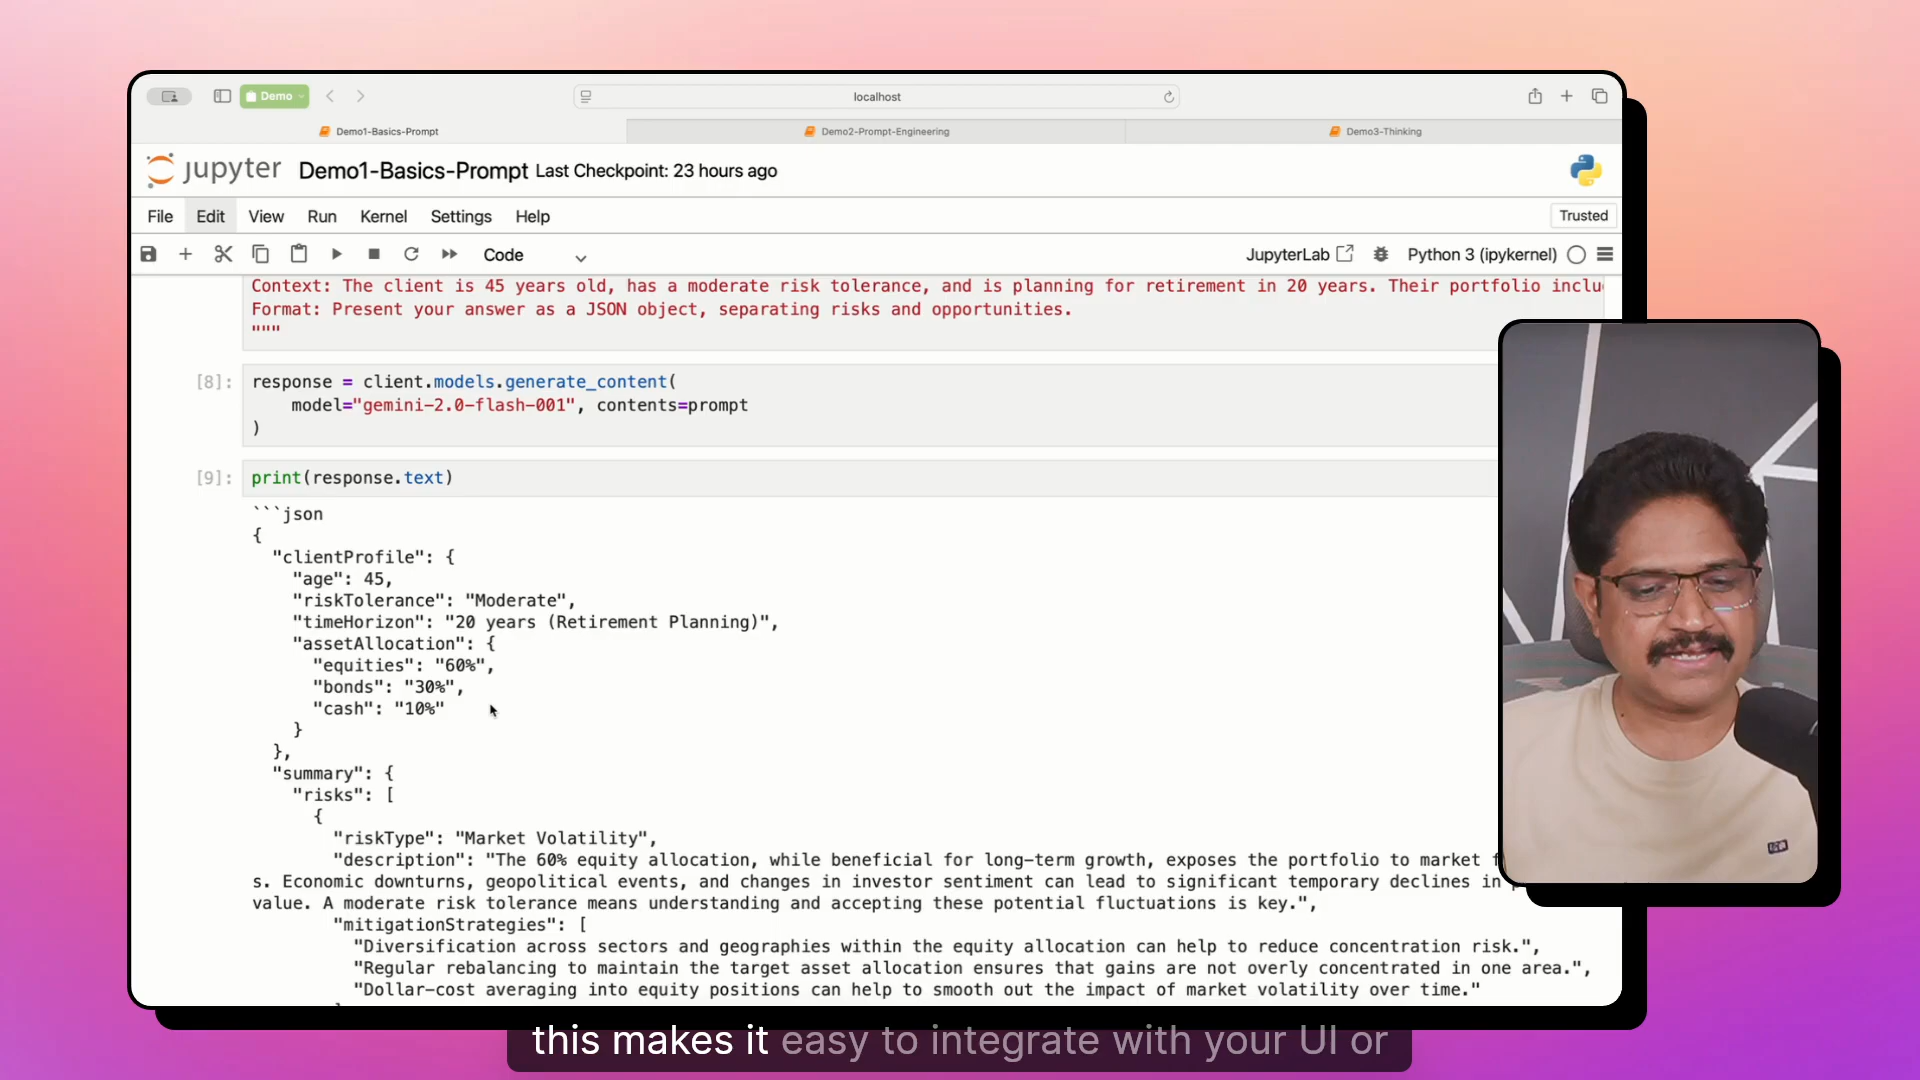 Demo
localhost
Demo1-Basics-Prompt
Demo2-Prompt-Engineering
Demo3-Thinking
jupyter Demo1-Basics-Prompt Last Checkpoint: 23 hours ago
File Edit View Run Kernel Settings Help
Trusted
Code
JupyterLab
Python 3 (ipykernel)
Context: The client is 45 years old, has a moderate risk tolerance, and is planning for retirement in 20 years. Their portfolio inclu
Format: Present your answer as a JSON object, separating risks and opportunities.
"""
[8]:
response = client.models.generate_content(
model="gemini-2.0-flash-001", contents=prompt
)
[9]:
print(response.text)
```json
{
"clientProfile": {
"age": 45,
"riskTolerance": "Moderate",
"timeHorizon": "20 years (Retirement Planning)",
"assetAllocation": {
"equities": "60%",
"bonds": "30%",
"cash": "10%"
}
},
"summary": {
"risks": [
{
"riskType": "Market Volatility",
"description": "The 60% equity allocation, while beneficial for long-term growth, exposes the portfolio to market
s. Economic downturns, geopolitical events, and changes in investor sentiment can lead to significant temporary declines in
value. A moderate risk tolerance means understanding and accepting these potential fluctuations is key.",
"mitigationStrategies": [
"Diversification across sectors and geographies within the equity allocation can help to reduce concentration risk.",
"Regular rebalancing to maintain the target asset allocation ensures that gains are not overly concentrated in one area.",
"Dollar-cost averaging into equity positions can help to smooth out the impact of market volatility over time."
this makes it easy to integrate with your UI or